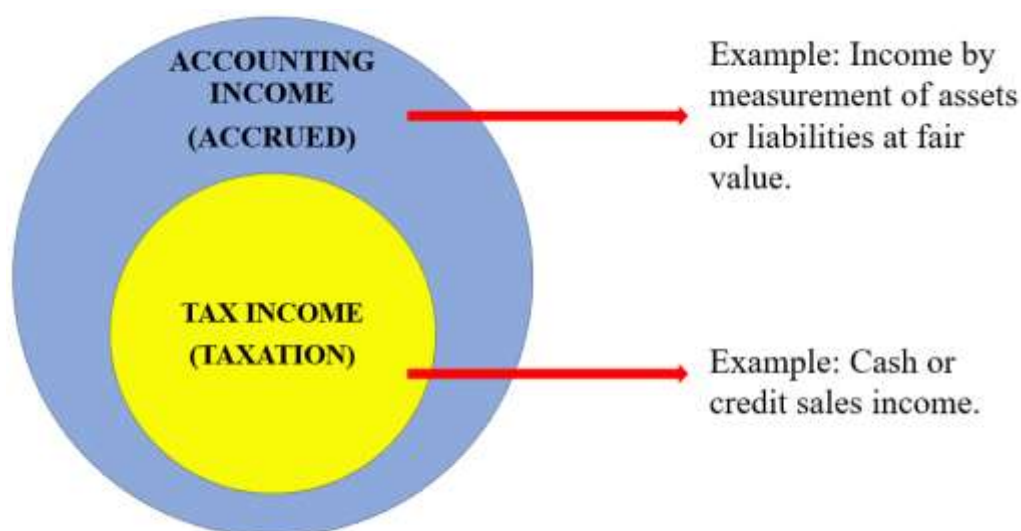 ACCOUNTING
INCOME
(ACCRUED)
Example: Income by
measurement of assets
or liabilities at fair
value.
TAX INCOME
(TAXATION)
Example: Cash or
credit sales income.